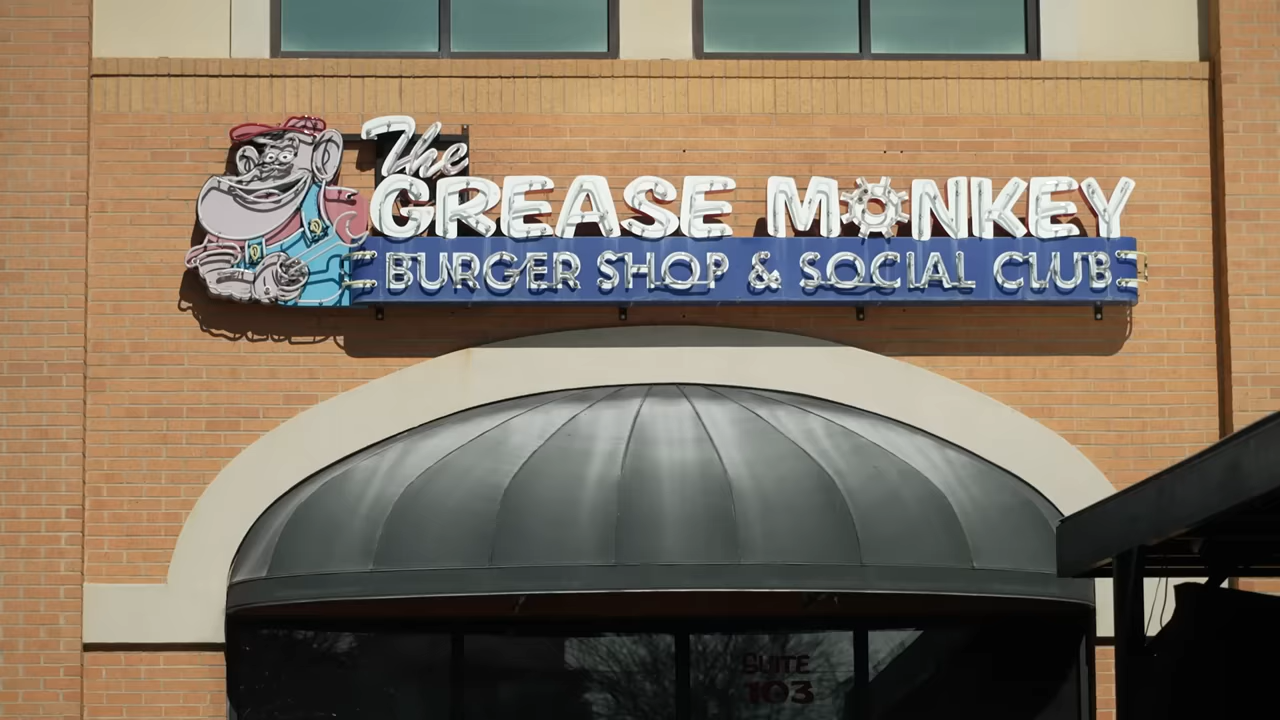 The
GREASE MONKEY
BURGER SHOP & SOCIAL CLUB
SUITE
103